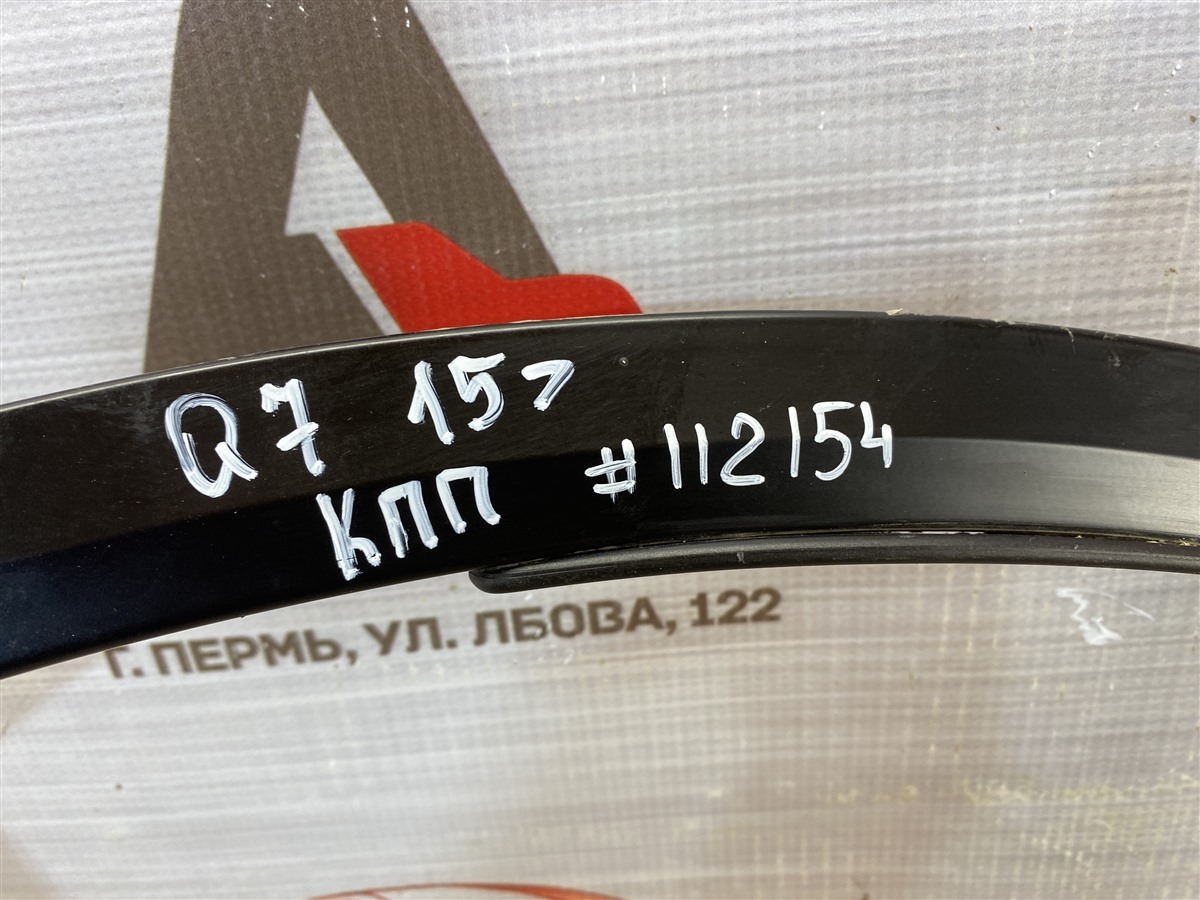 Q7 15>
КПП #112154
Г. ПЕРМЬ, УЛ. ЛБОВА, 122